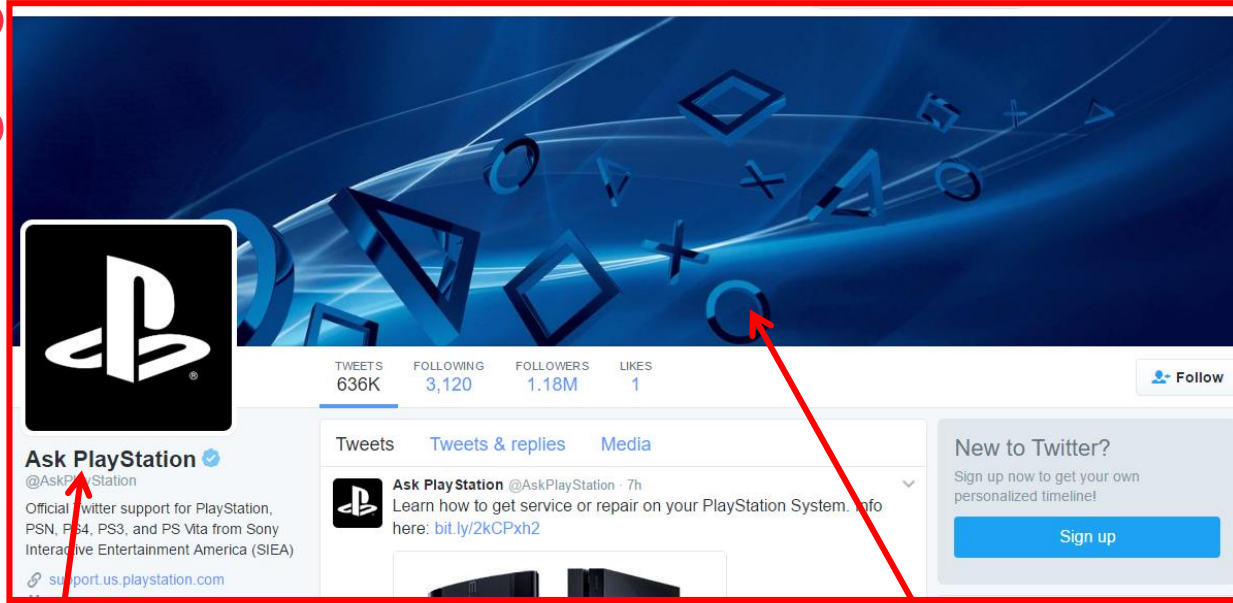 TWEETS FOLLOWING FOLLOWERS LIKES
636K 3,120 1.18M 1
Follow
Ask PlayStation
@AskPlayStation
Official Twitter support for PlayStation,
PSN, PS4, PS3, and PS Vita from Sony
Interactive Entertainment America (SIEA)
support.us.playstation.com
Tweets Tweets & replies Media
Ask PlayStation @AskPlayStation · 7h
Learn how to get service or repair on your PlayStation System. Info
here: bit.ly/2kCPxh2
New to Twitter?
Sign up now to get your own
personalized timeline!
Sign up